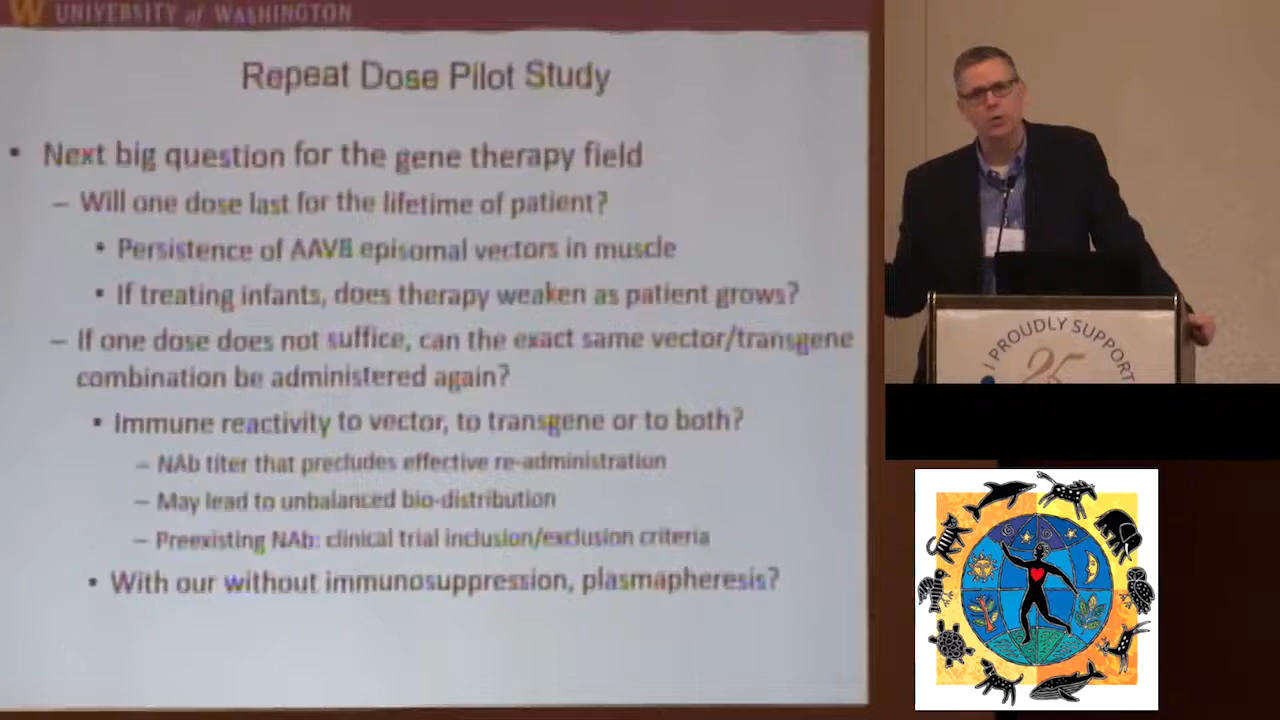 W UNIVERSITY of WASHINGTON
Repeat Dose Pilot Study
• Next big question for the gene therapy field
– Will one dose last for the lifetime of patient?
• Persistence of AAV8 episomal vectors in muscle
• If treating infants, does therapy weaken as patient grows?
– If one dose does not suffice, can the exact same vector/transgene
combination be administered again?
• Immune reactivity to vector, to transgene or to both?
– NAb titer that precludes effective re-administration
– May lead to unbalanced bio-distribution
– Preexisting NAb: clinical trial inclusion/exclusion criteria
• With our without immunosuppression, plasmapheresis?
I PROUDLY SUPPORT
25